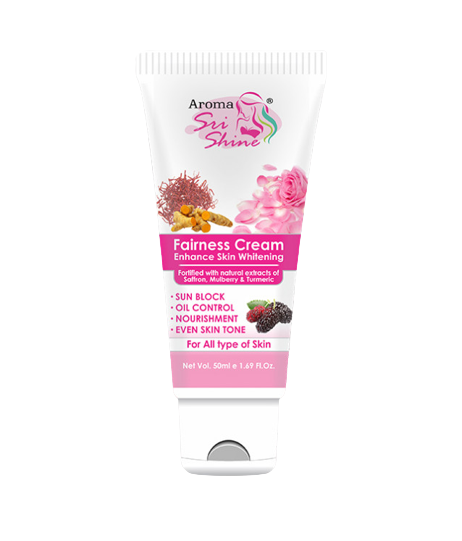 Aroma ®
Sri
Shine
Fairness Cream
Enhance Skin Whitening
Fortified with natural extracts of
Saffron, Mulberry & Turmeric
• SUN BLOCK
• OIL CONTROL
• NOURISHMENT
• EVEN SKIN TONE
For All type of Skin
Net Vol. 50ml e 1.69 Fl.Oz.